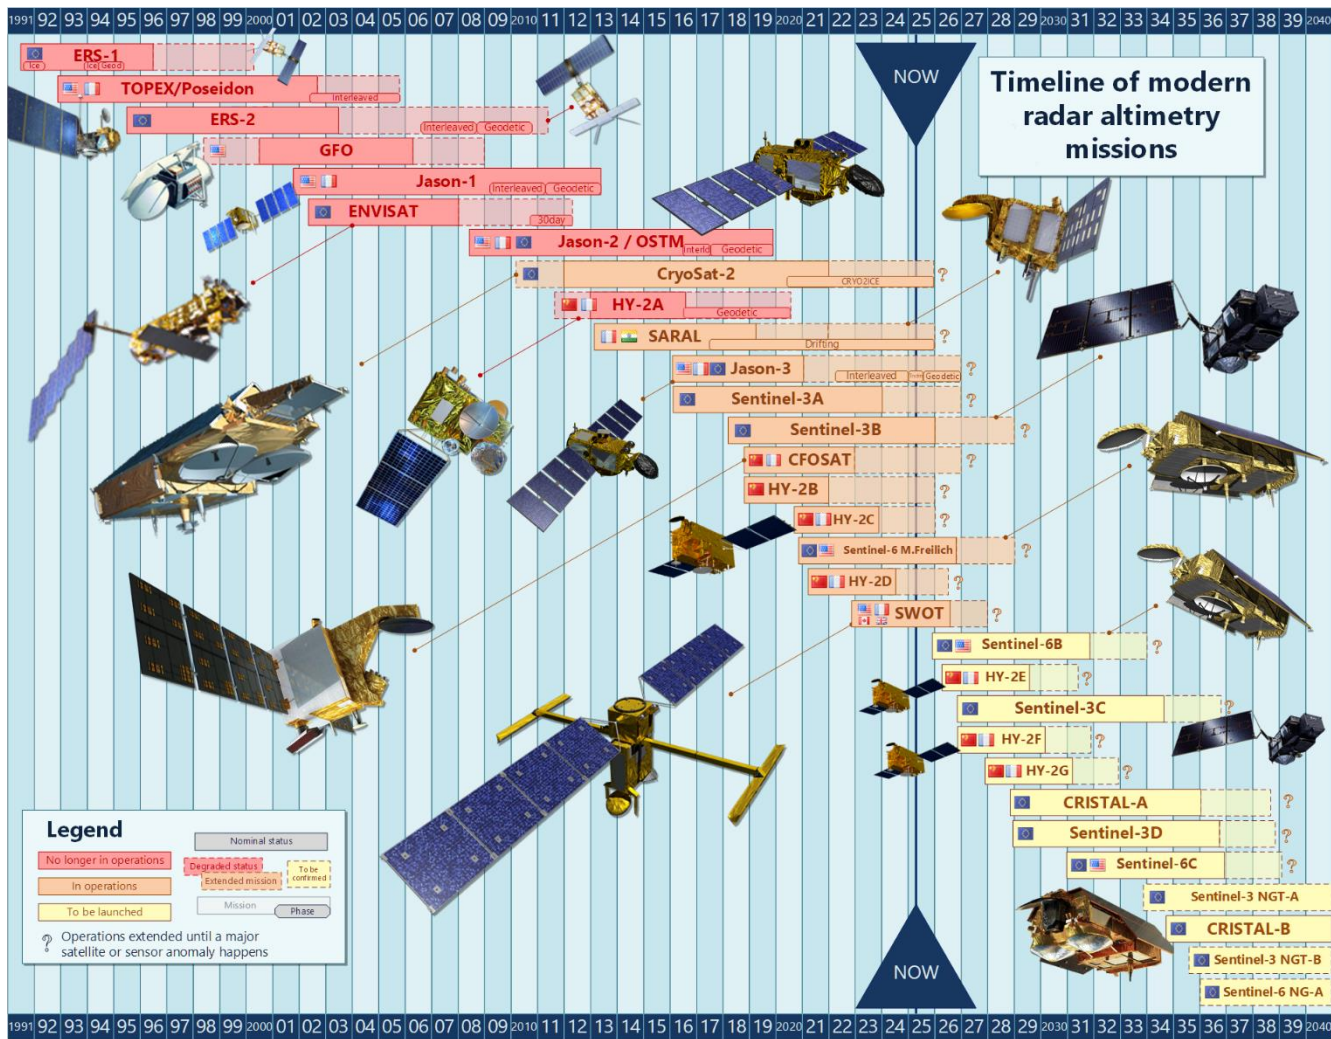 1991 92 93 94 95 96 97 98 99 2000 01 02 03 04 05 06 07 08 09 2010 11 12 13 14 15 16 17 18 19 2020 21 22 23 24 25 26 27 28 29 2030 31 32 33 34 35 36 37 38 39 2040
NOW
Timeline of modern
radar altimetry
missions
ERS-1
Ice
Ice Geod
TOPEX/Poseidon
Interleaved
ERS-2
Interleaved Geodetic
GFO
Jason-1
Interleaved Geodetic
ENVISAT
30day
Jason-2 / OSTM
Interld Geodetic
CryoSat-2 ?
CRYO2ICE
HY-2A
Geodetic
SARAL ?
Drifting
Jason-3 ?
Interleaved
Geodetic
Sentinel-3A ?
Sentinel-3B ?
CFOSAT ?
HY-2B ?
HY-2C ?
Sentinel-6 M.Freilich ?
HY-2D ?
SWOT ?
Sentinel-6B ?
HY-2E ?
Sentinel-3C ?
HY-2F ?
HY-2G ?
CRISTAL-A ?
Sentinel-3D ?
Sentinel-6C ?
Sentinel-3 NGT-A
CRISTAL-B
Sentinel-3 NGT-B
Sentinel-6 NG-A
Legend
No longer in operations
In operations
To be launched
Nominal status
Degraded status
Extended mission
To be
confirmed
Mission
Phase
? Operations extended until a major
satellite or sensor anomaly happens
NOW
1991 92 93 94 95 96 97 98 99 2000 01 02 03 04 05 06 07 08 09 2010 11 12 13 14 15 16 17 18 19 2020 21 22 23 24 25 26 27 28 29 2030 31 32 33 34 35 36 37 38 39 2040